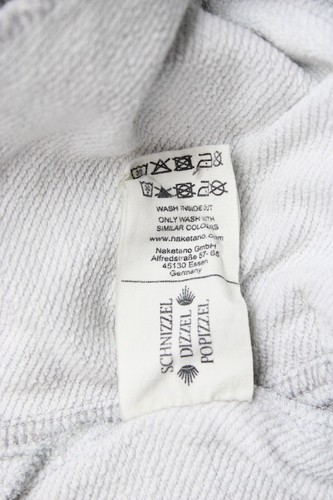 WASH INSIDE OUT
ONLY WASH WITH
SIMILAR COLOURS
www.naketano.com
Naketano GmbH
Alfredstraße 57-
45130 Essen
Germany
SCHNIZZEL
DIZZEL
POPIZZEL